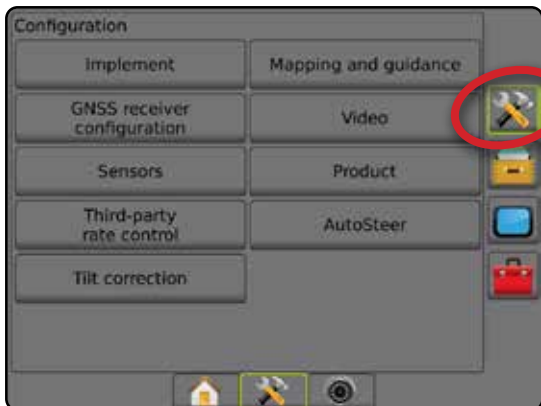 Configuration
Implement
Mapping and guidance
GNSS receiver
configuration
Video
Sensors
Product
Third-party
rate control
AutoSteer
Tilt correction